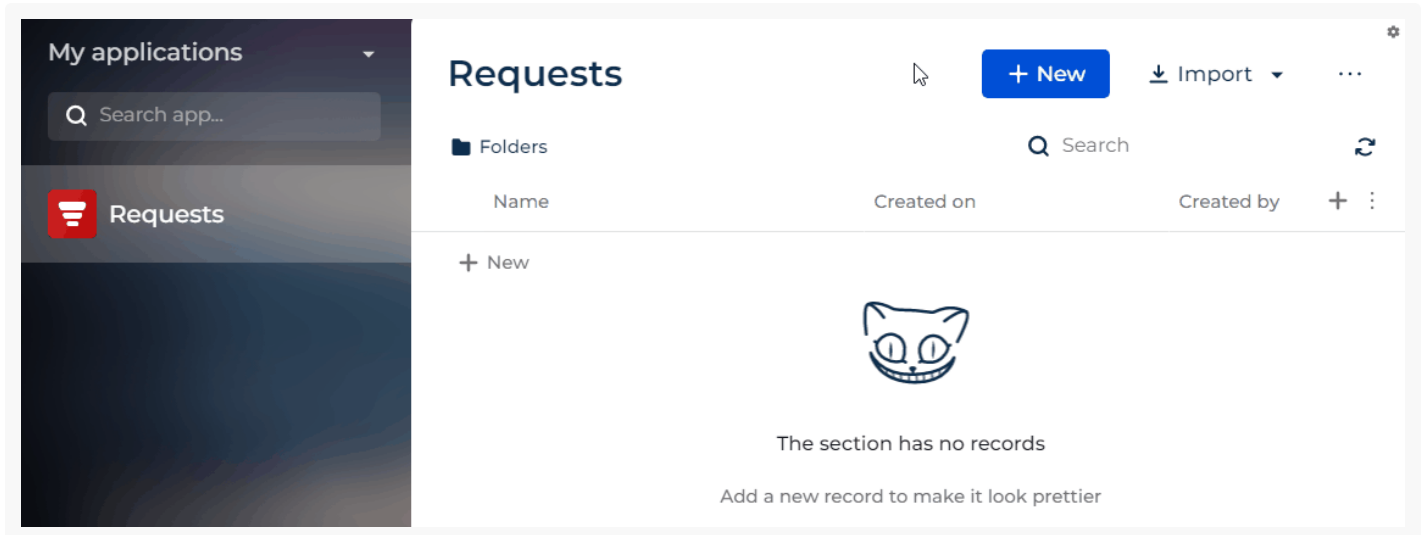 My applications
Search app...
Requests
Requests
+ New
Import
...
Folders
Search
Name Created on Created by +
+ New
The section has no records
Add a new record to make it look prettier